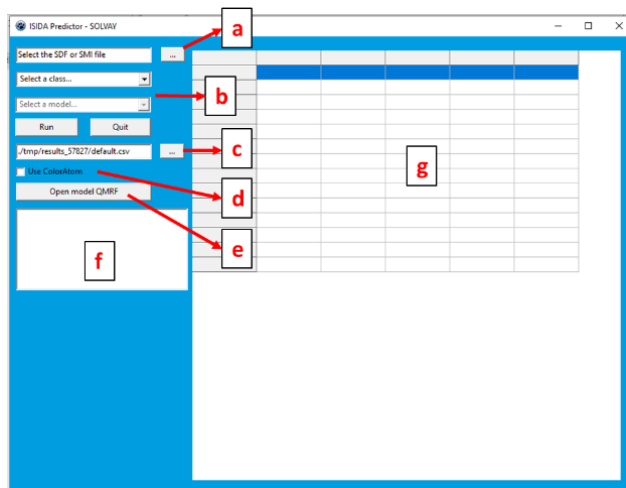 ISIDA Predictor - SOLVAY
a
Select the SDF or SMI file
...
Select a class...
b
Select a model...
Run Quit
./tmp/results_57827/default.csv
...
c
Use ColorAtom
d
Open model QMRF
e
f
g